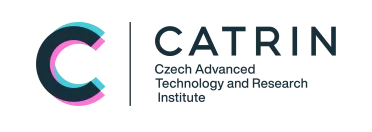 CATRIN
Czech Advanced
Technology and Research
Institute